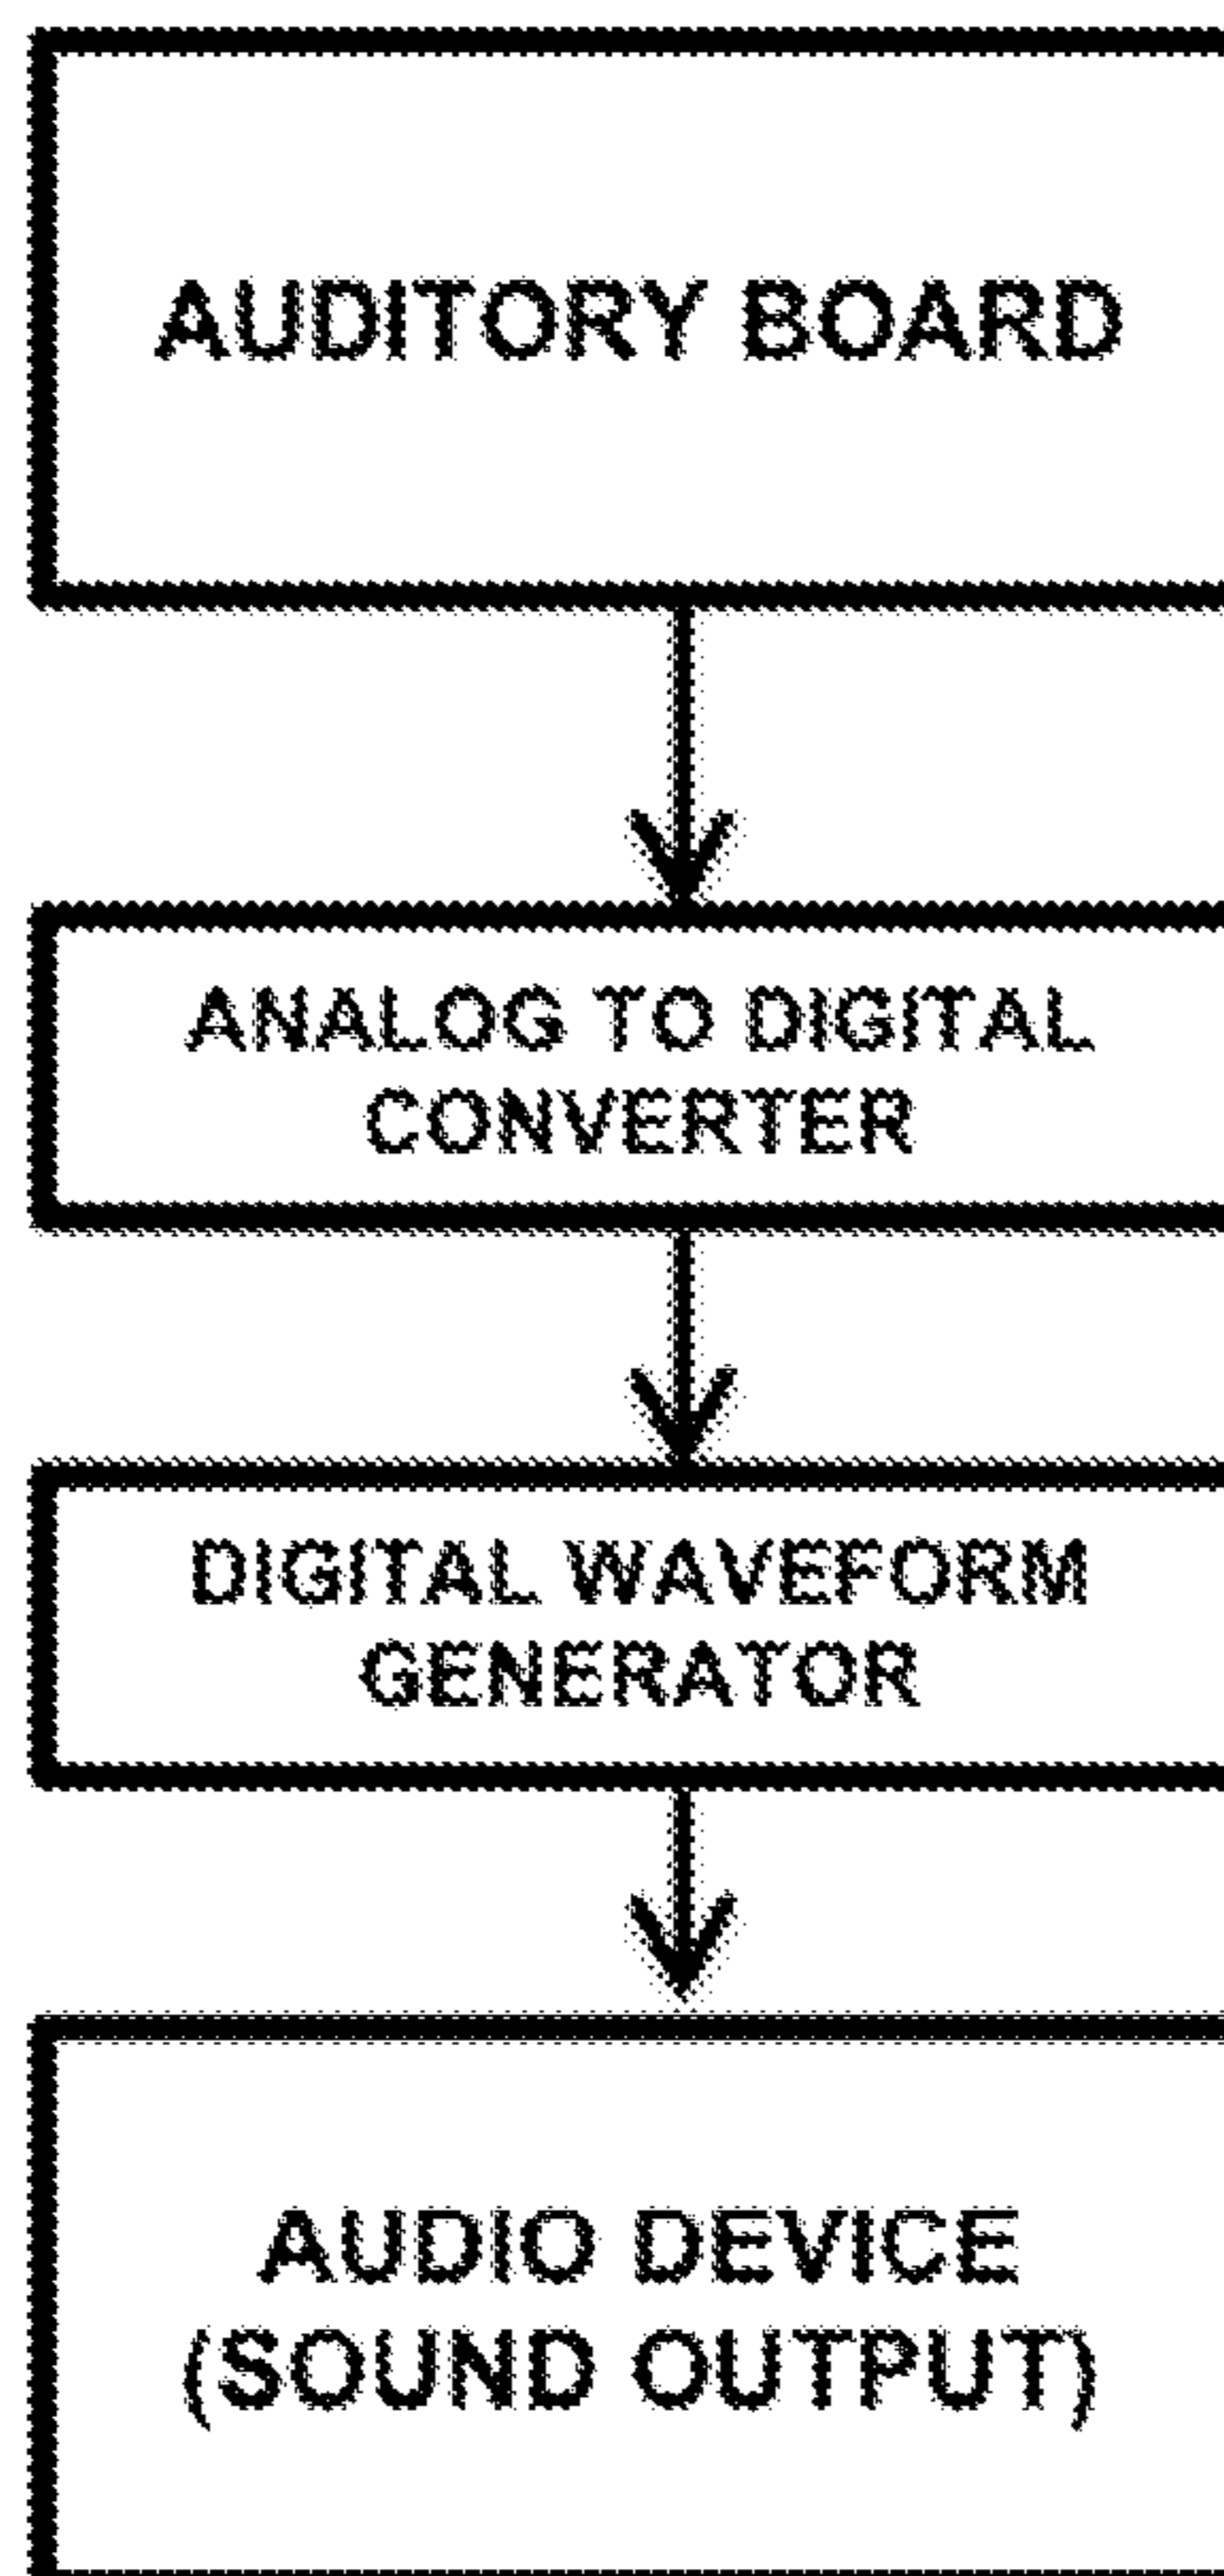 AUDITORY BOARD
ANALOG TO DIGITAL
CONVERTER
DIGITAL WAVEFORM
GENERATOR
AUDIO DEVICE
(SOUND OUTPUT)